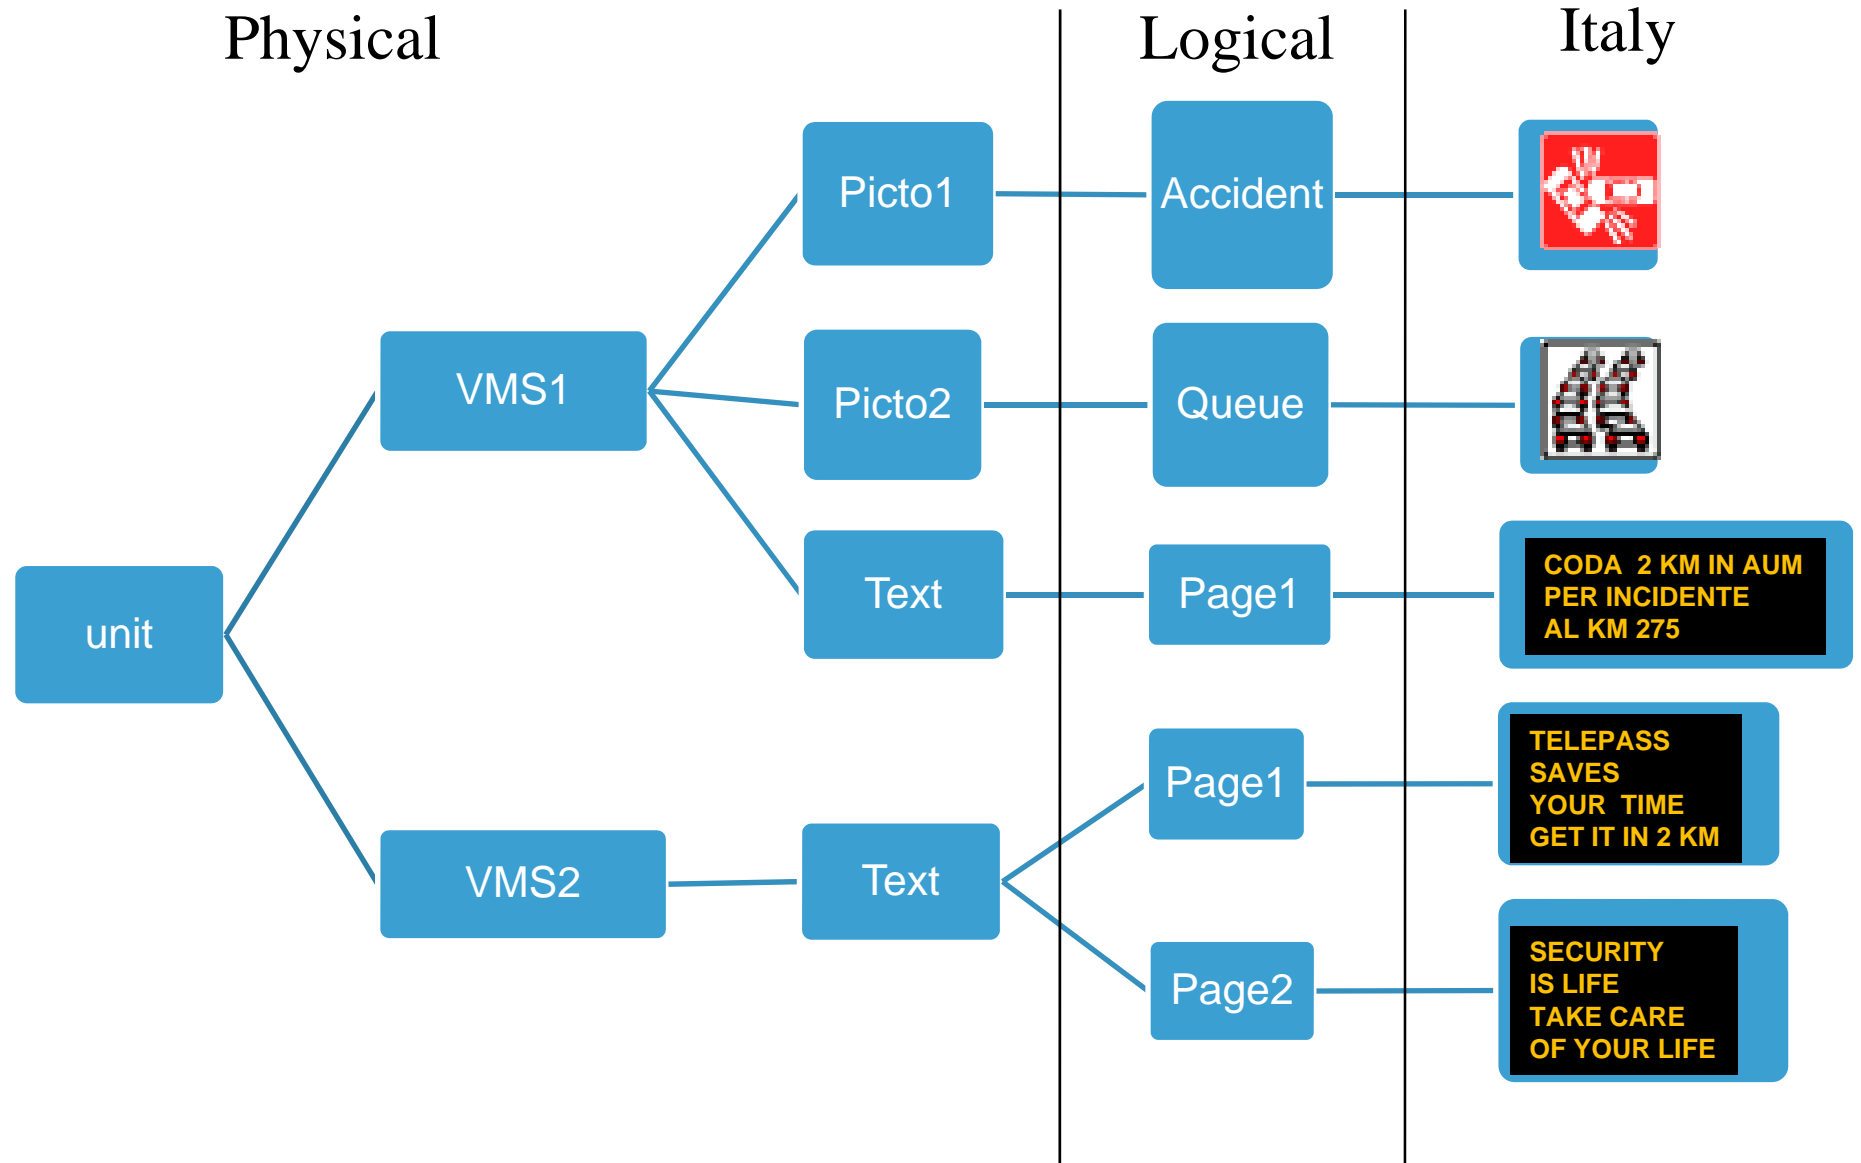 Physical
Logical
Italy
Picto1
Accident
VMS1
Picto2
Queue
Text
Page1
CODA  2 KM IN AUM
PER INCIDENTE
AL KM 275
unit
Page1
TELEPASS
SAVES
YOUR  TIME
GET IT IN 2 KM
VMS2
Text
Page2
SECURITY
IS LIFE
TAKE CARE
OF YOUR LIFE